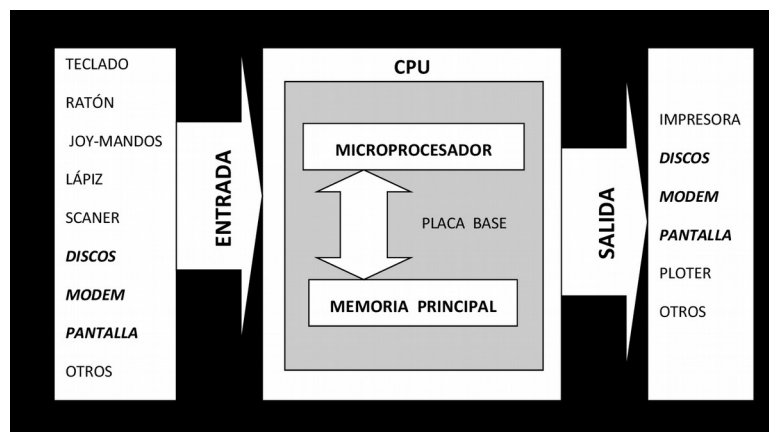 TECLADO
RATÓN
JOY-MANDOS
LÁPIZ
SCANER
DISCOS
MODEM
PANTALLA
OTROS
ENTRADA
CPU
MICROPROCESADOR
PLACA BASE
MEMORIA PRINCIPAL
SALIDA
IMPRESORA
DISCOS
MODEM
PANTALLA
PLOTER
OTROS